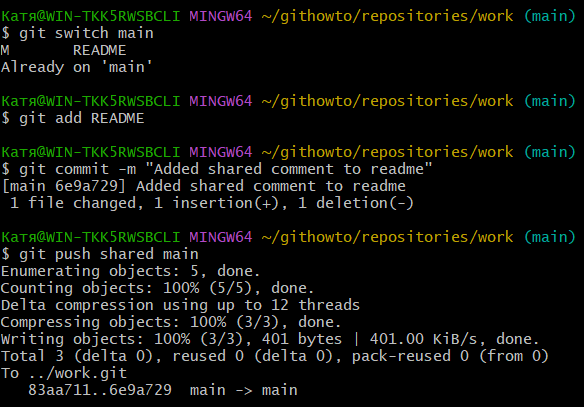 Катя@WIN-TKK5RWSBCLI MINGW64 ~/githowto/repositories/work (main)
$ git switch main
M       README
Already on 'main'
Катя@WIN-TKK5RWSBCLI MINGW64 ~/githowto/repositories/work (main)
$ git add README
Катя@WIN-TKK5RWSBCLI MINGW64 ~/githowto/repositories/work (main)
$ git commit -m "Added shared comment to readme"
[main 6e9a729] Added shared comment to readme
 1 file changed, 1 insertion(+), 1 deletion(-)
Катя@WIN-TKK5RWSBCLI MINGW64 ~/githowto/repositories/work (main)
$ git push shared main
Enumerating objects: 5, done.
Counting objects: 100% (5/5), done.
Delta compression using up to 12 threads
Compressing objects: 100% (3/3), done.
Writing objects: 100% (3/3), 401 bytes | 401.00 KiB/s, done.
Total 3 (delta 0), reused 0 (delta 0), pack-reused 0 (from 0)
To ../work.git
   83aa711..6e9a729  main -> main